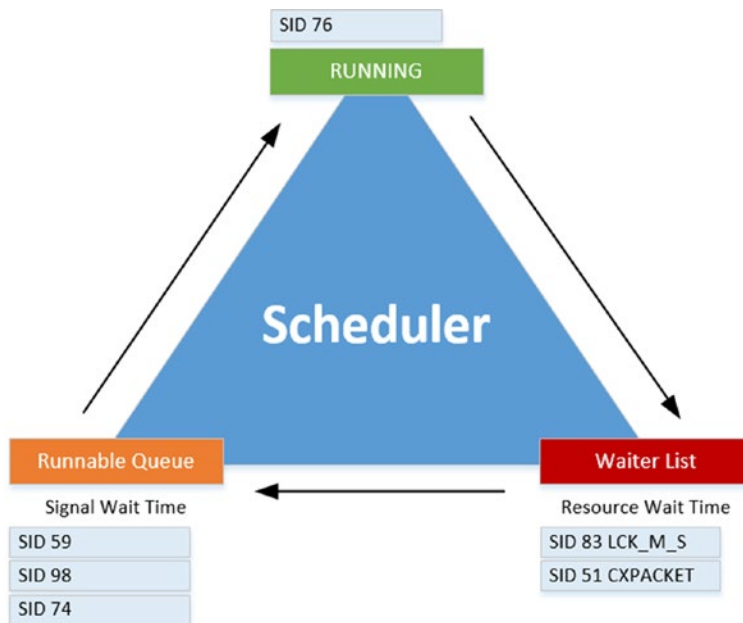 SID 76
RUNNING
Scheduler
Runnable Queue
Waiter List
Signal Wait Time
Resource Wait Time
SID 59
SID 83 LCK_M_S
SID 98
SID 51 CXPACKET
SID 74